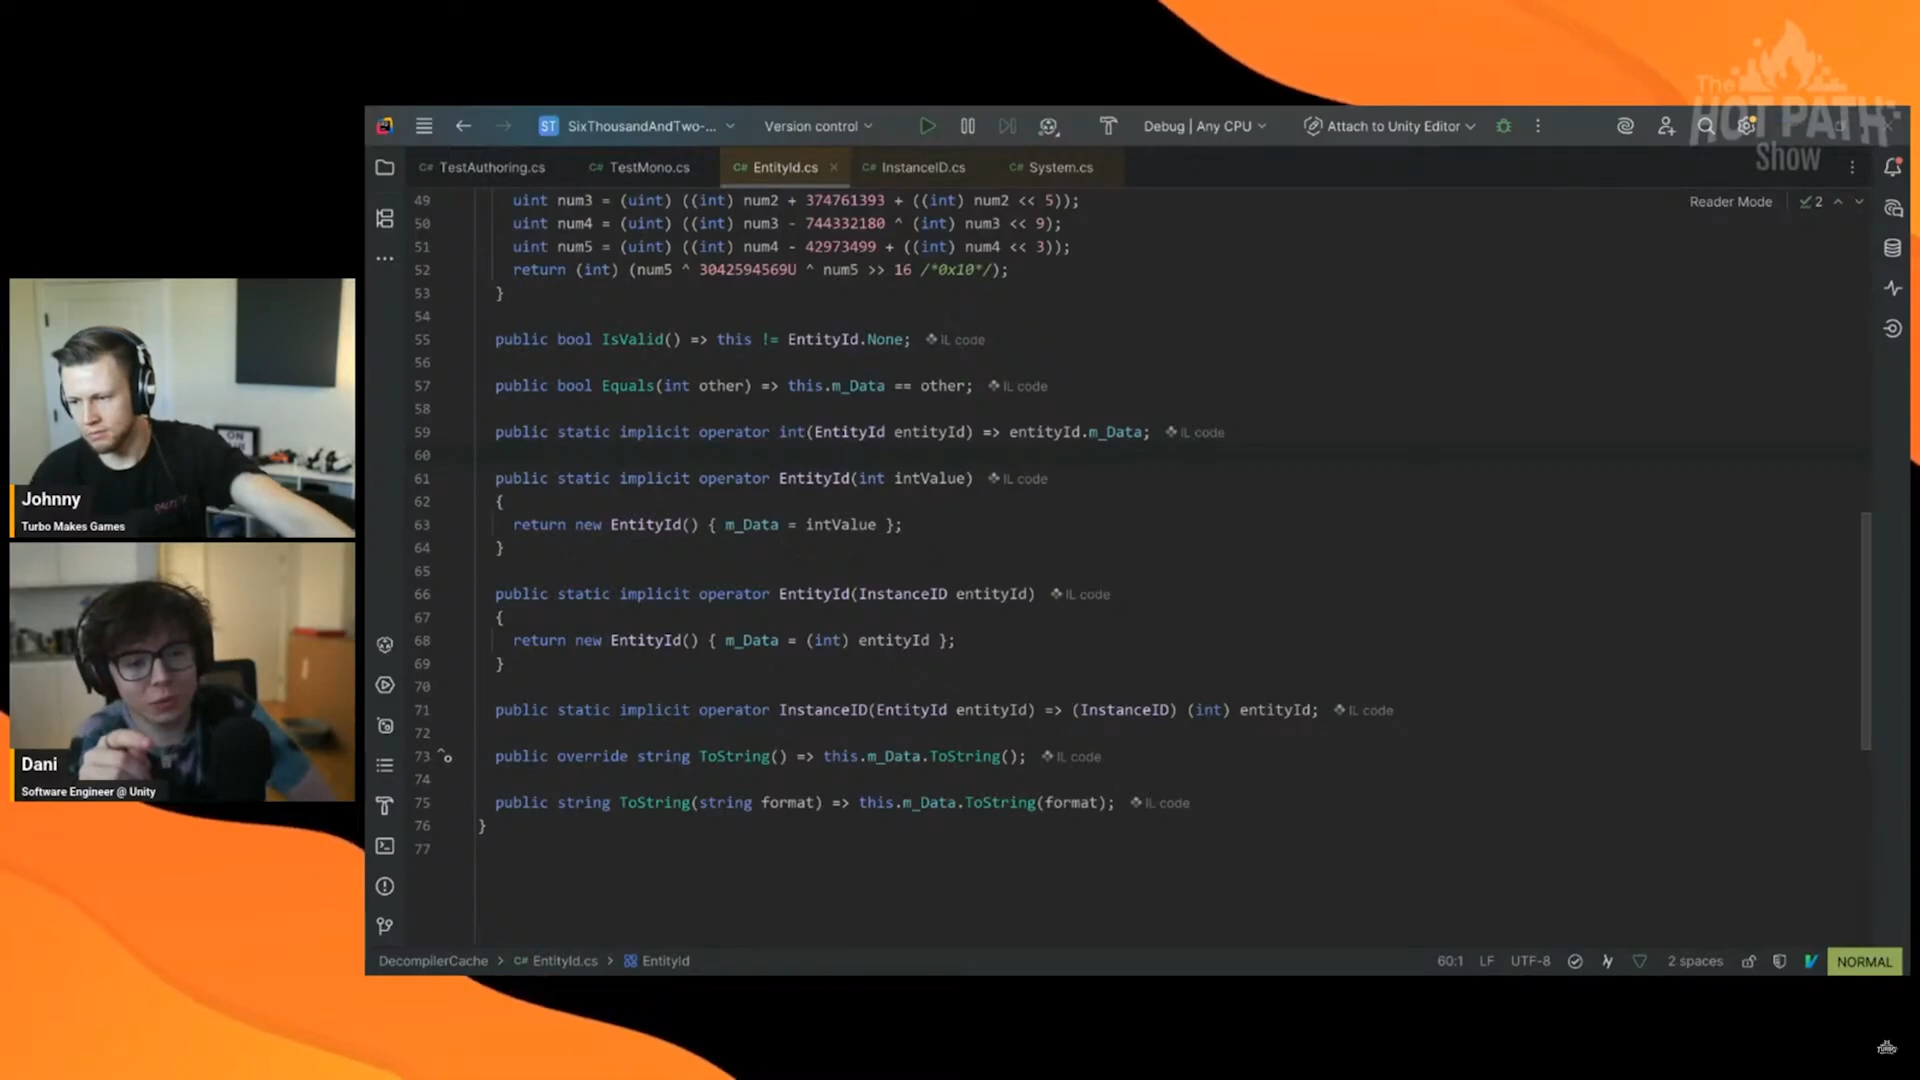 The
HOT PATH
Show
ST SixThousandAndTwo-...
Version control
Debug | Any CPU
Attach to Unity Editor
C# TestAuthoring.cs
C# TestMono.cs
C# EntityId.cs ×
C# InstanceID.cs
C# System.cs
Reader Mode
2
49 uint num3 = (uint) ((int) num2 + 374761393 + ((int) num2 << 5));
50 uint num4 = (uint) ((int) num3 - 744332180 ^ (int) num3 << 9);
51 uint num5 = (uint) ((int) num4 - 42973499 + ((int) num4 << 3));
52 return (int) (num5 ^ 3042594569U ^ num5 >> 16 /*0x10*/);
53 }
54
55 public bool IsValid() => this != EntityId.None; IL code
56
57 public bool Equals(int other) => this.m_Data == other; IL code
58
59 public static implicit operator int(EntityId entityId) => entityId.m_Data; IL code
60
61 public static implicit operator EntityId(int intValue) IL code
62 {
63 return new EntityId() { m_Data = intValue };
64 }
65
66 public static implicit operator EntityId(InstanceID entityId) IL code
67 {
68 return new EntityId() { m_Data = (int) entityId };
69 }
70
71 public static implicit operator InstanceID(EntityId entityId) => (InstanceID) (int) entityId; IL code
72
73 public override string ToString() => this.m_Data.ToString(); IL code
74
75 public string ToString(string format) => this.m_Data.ToString(format); IL code
76 }
77
DecompilerCache > C# EntityId.cs > EntityId
60:1 LF UTF-8 2 spaces NORMAL
ON
Johnny
Turbo Makes Games
Dani
Software Engineer @ Unity
TURBO